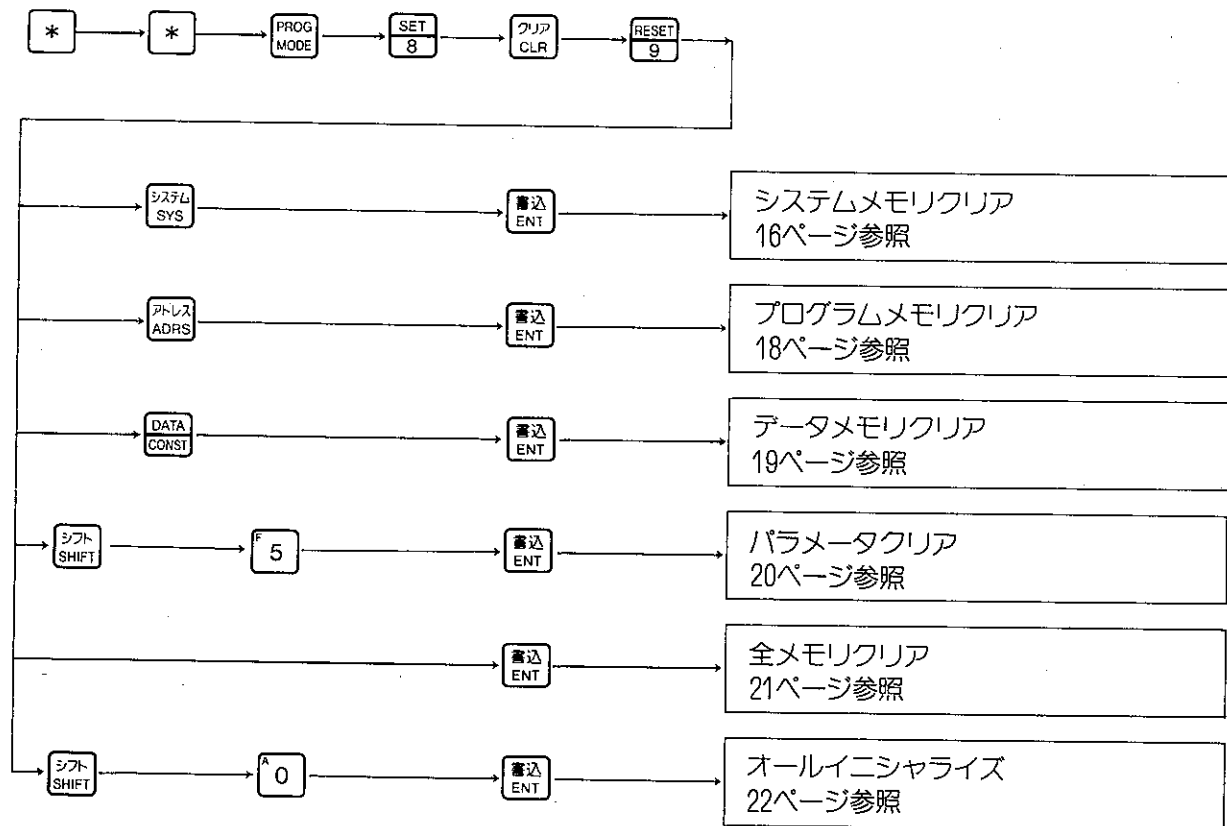 * * PROG MODE SET 8 クリア CLR RESET 9
システム SYS 書込 ENT システムメモリクリア
16ページ参照
アドレス ADRS 書込 ENT プログラムメモリクリア
18ページ参照
DATA CONST 書込 ENT データメモリクリア
19ページ参照
シフト SHIFT F 5 書込 ENT パラメータクリア
20ページ参照
書込 ENT 全メモリクリア
21ページ参照
シフト SHIFT A 0 書込 ENT オールイニシャライズ
22ページ参照